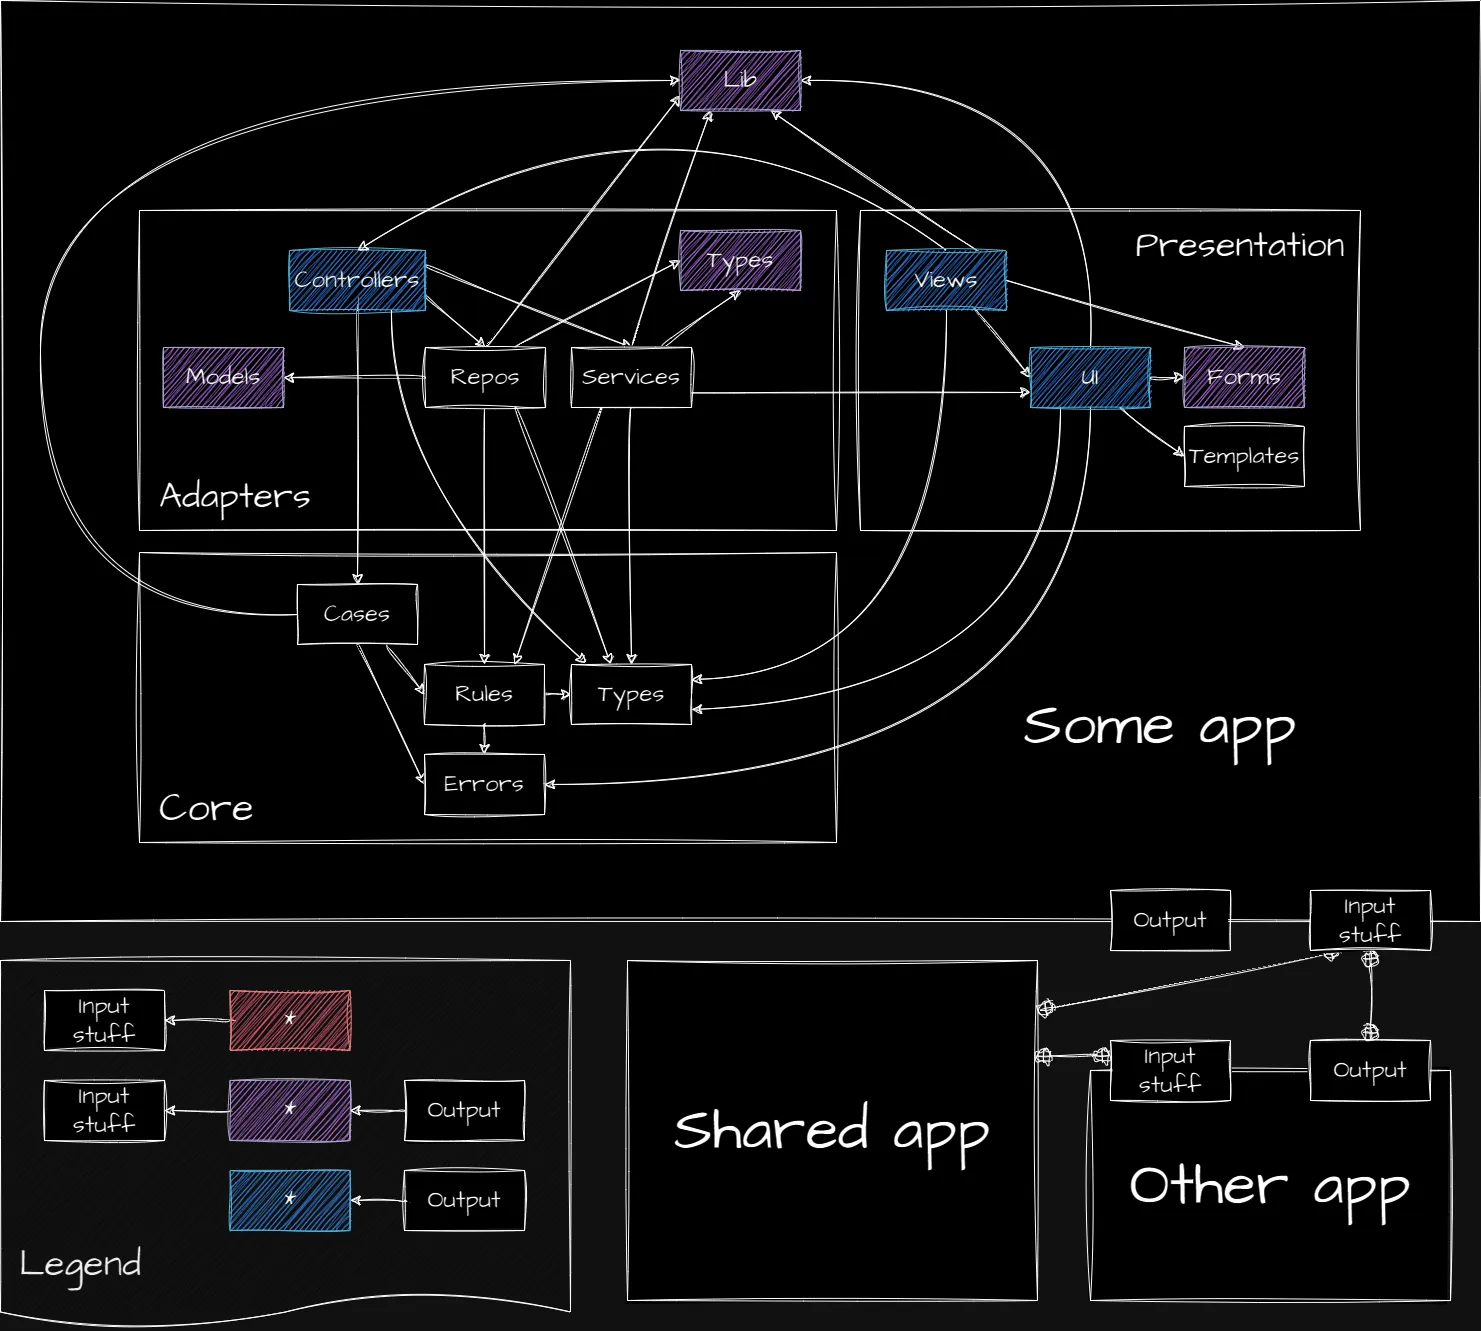 Lib
Presentation
Controllers
Types
Views
Models
Repos
Services
UI
Forms
Templates
Adapters
Cases
Rules
Types
Errors
Core
Some app
Output
Input
stuff
Input
stuff
*
Input
stuff
*
Output
*
Output
Legend
Shared app
Input
stuff
Output
Other app